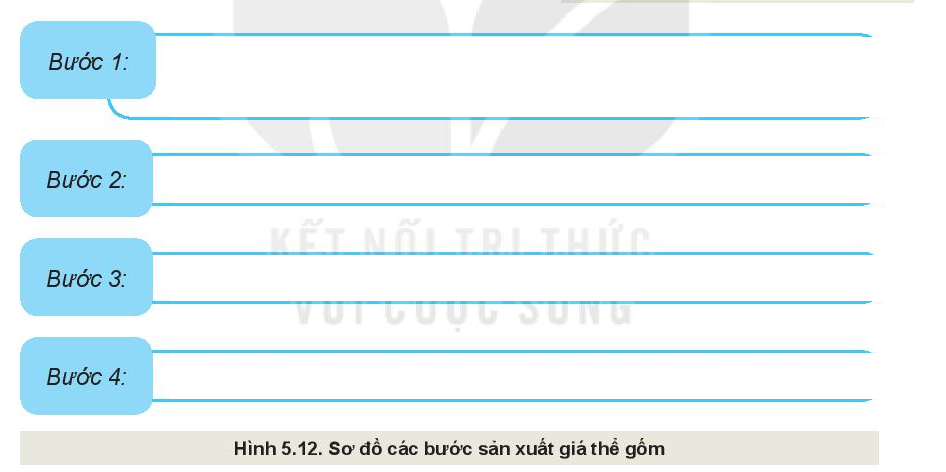 Bước 1:
Bước 2:
KẾT NỐI TRI THỨC
Bước 3:
VỚI CUỘC SỐNG
Bước 4:
Hình 5.12. Sơ đồ các bước sản xuất giá thể gốm